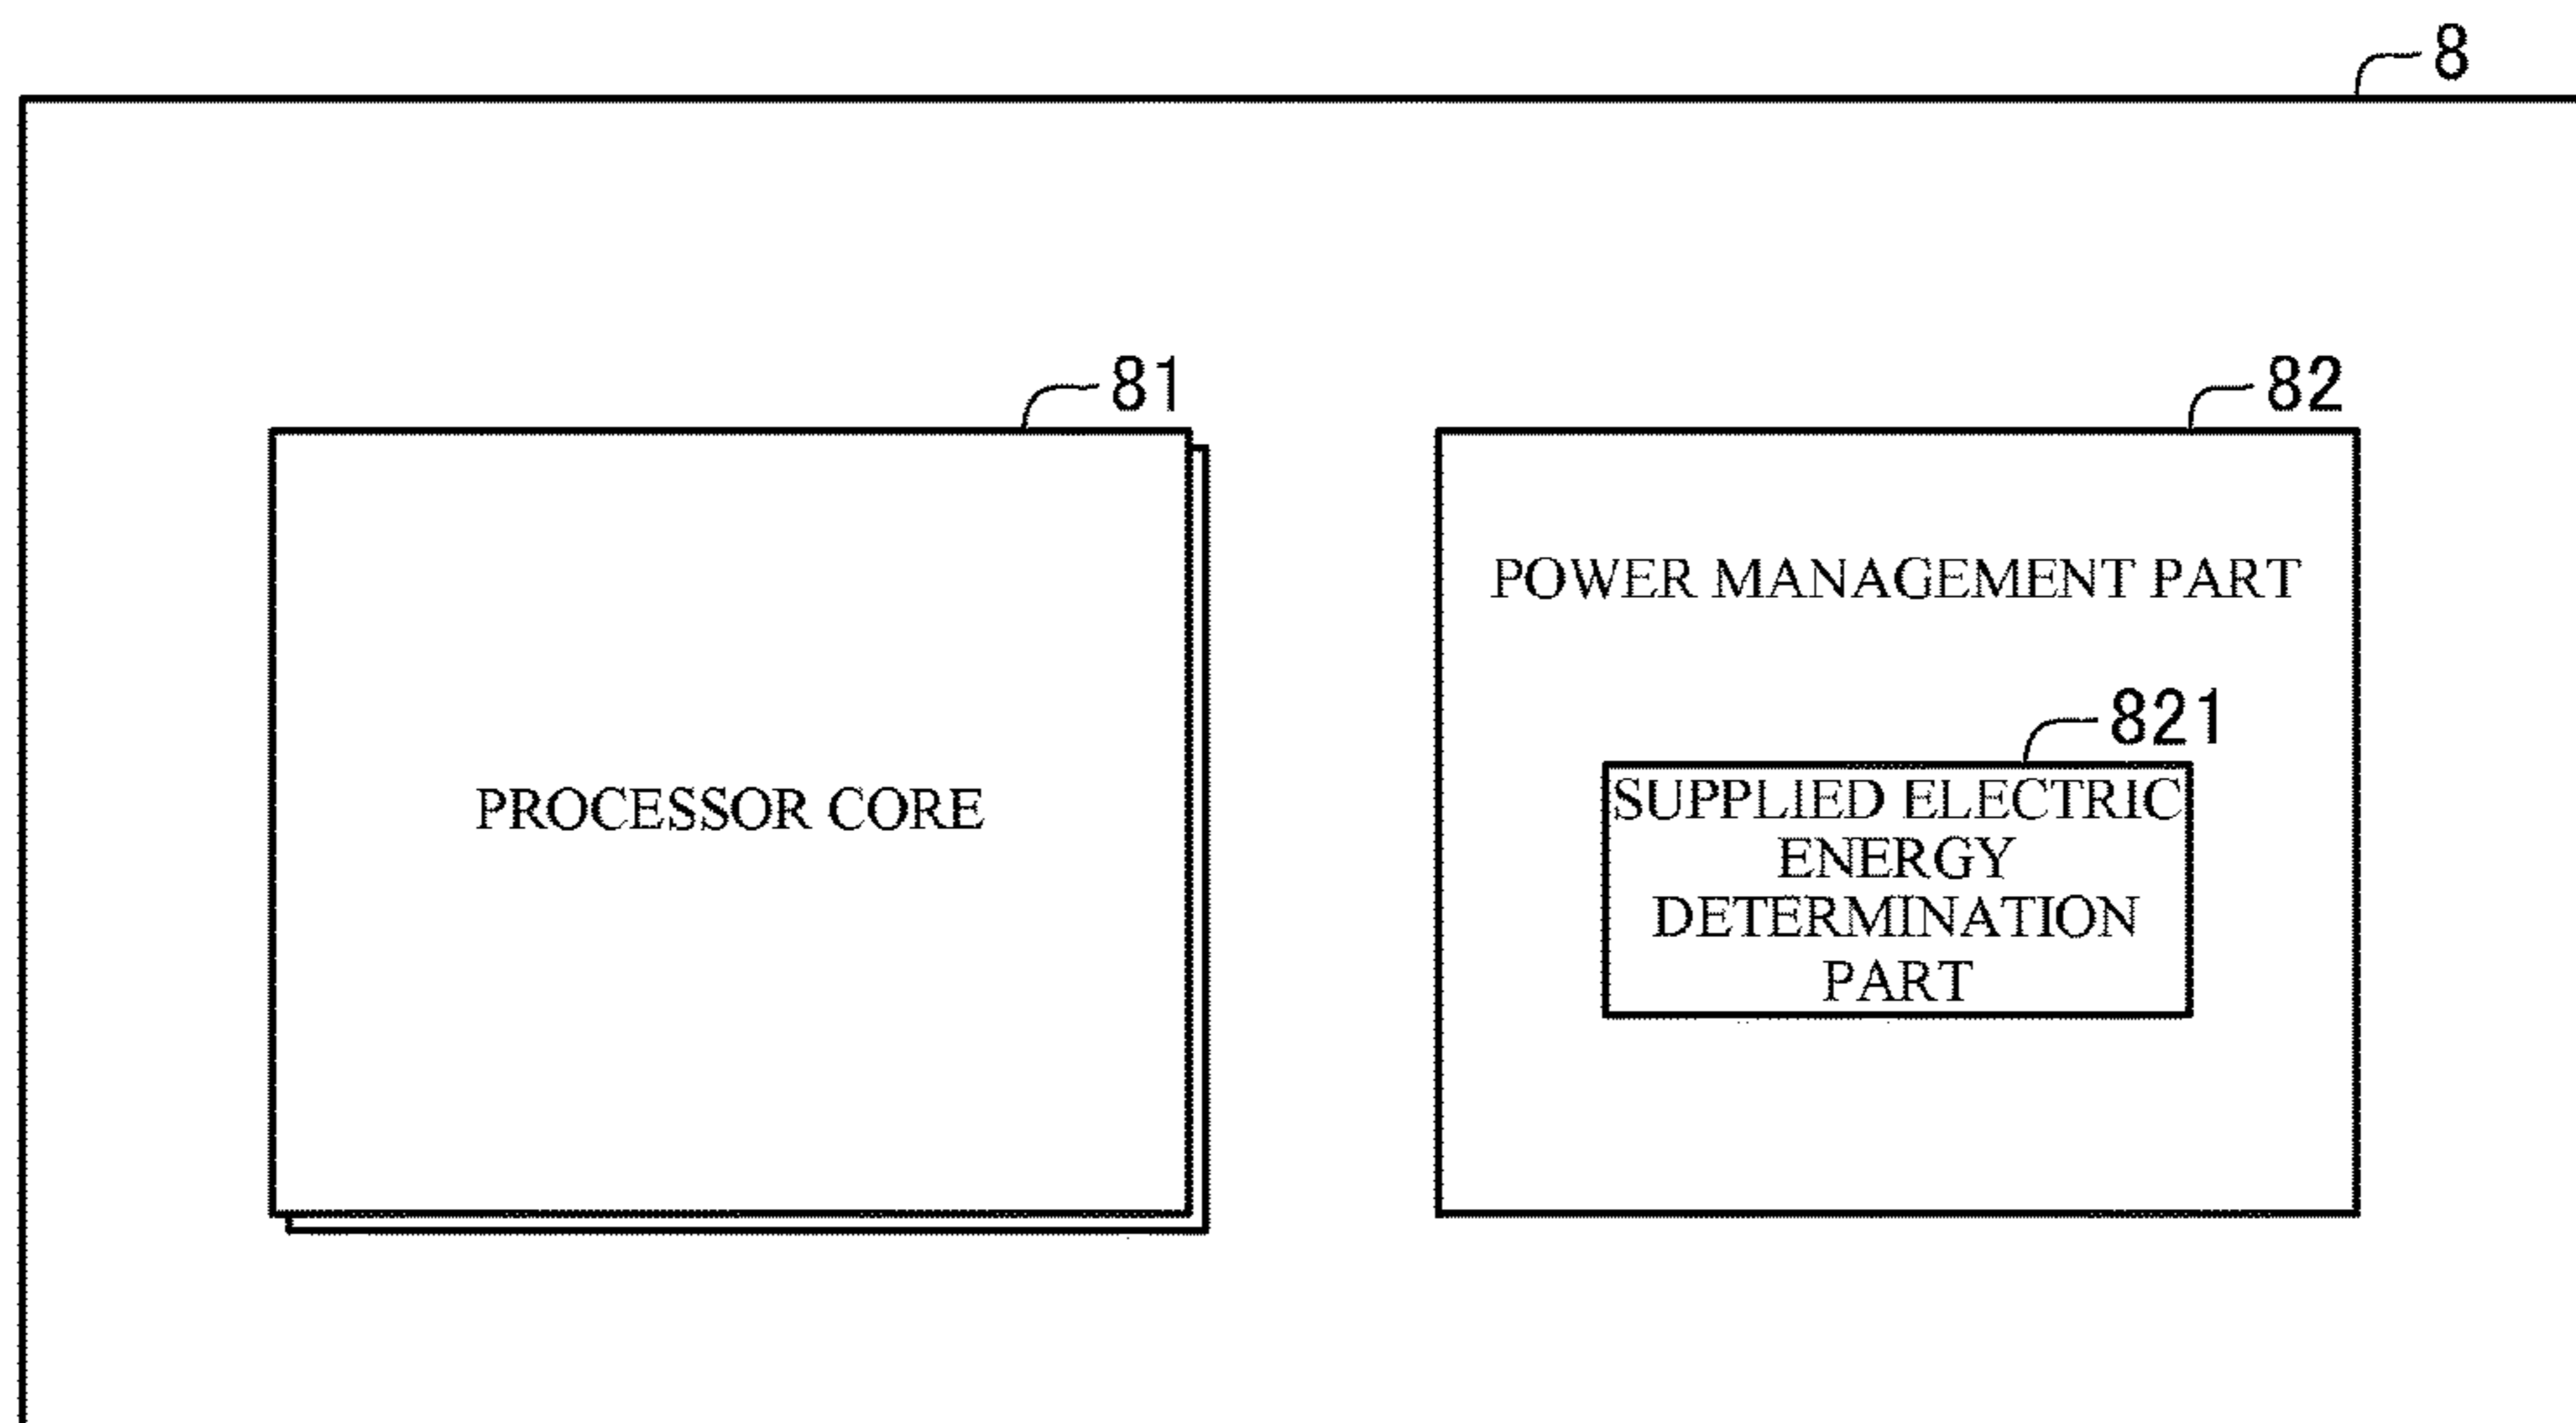 8
81
82
POWER MANAGEMENT PART
821
PROCESSOR CORE
SUPPLIED ELECTRIC
ENERGY
DETERMINATION
PART